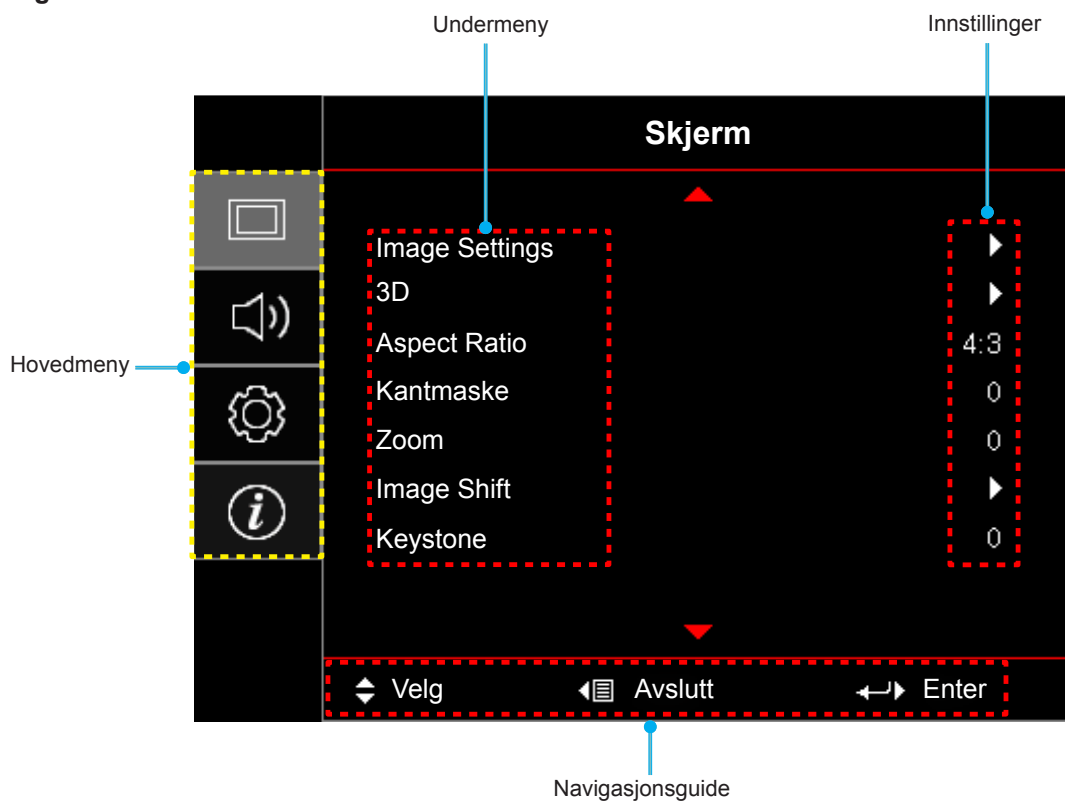 Undermeny
Innstillinger
Skjerm
Image Settings
3D
Aspect Ratio 4:3
Hovedmeny
Kantmaske 0
Zoom 0
Image Shift
Keystone 0
Velg Avslutt Enter
Navigasjonsguide